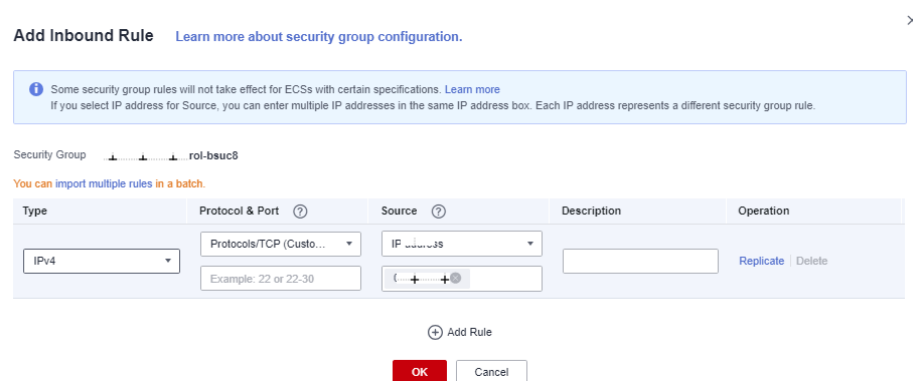 Add Inbound Rule Learn more about security group configuration.
Some security group rules will not take effect for ECSs with certain specifications. Learn more
If you select IP address for Source, you can enter multiple IP addresses in the same IP address box. Each IP address represents a different security group rule.
Security Group rol-bsuc8
You can import multiple rules in a batch.
Type Protocol & Port Source Description Operation
Protocols/TCP (Custo... IP
IPv4 Replicate Delete
Example: 22 or 22-30
Add Rule
OK Cancel